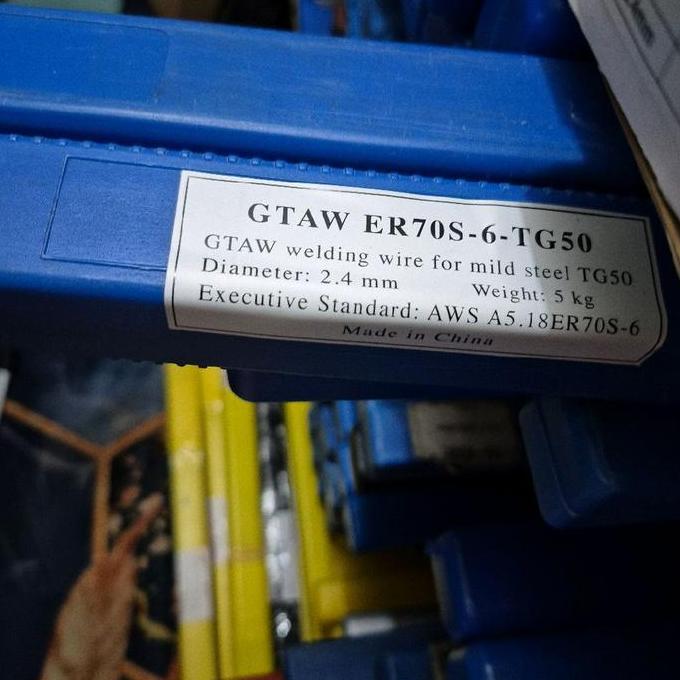 GTAW ER70S-6-TG50
GTAW welding wire for mild steel TG50
Diameter: 2.4 mm Weight: 5 kg
Executive Standard: AWS A5.18ER70S-6
Made in China